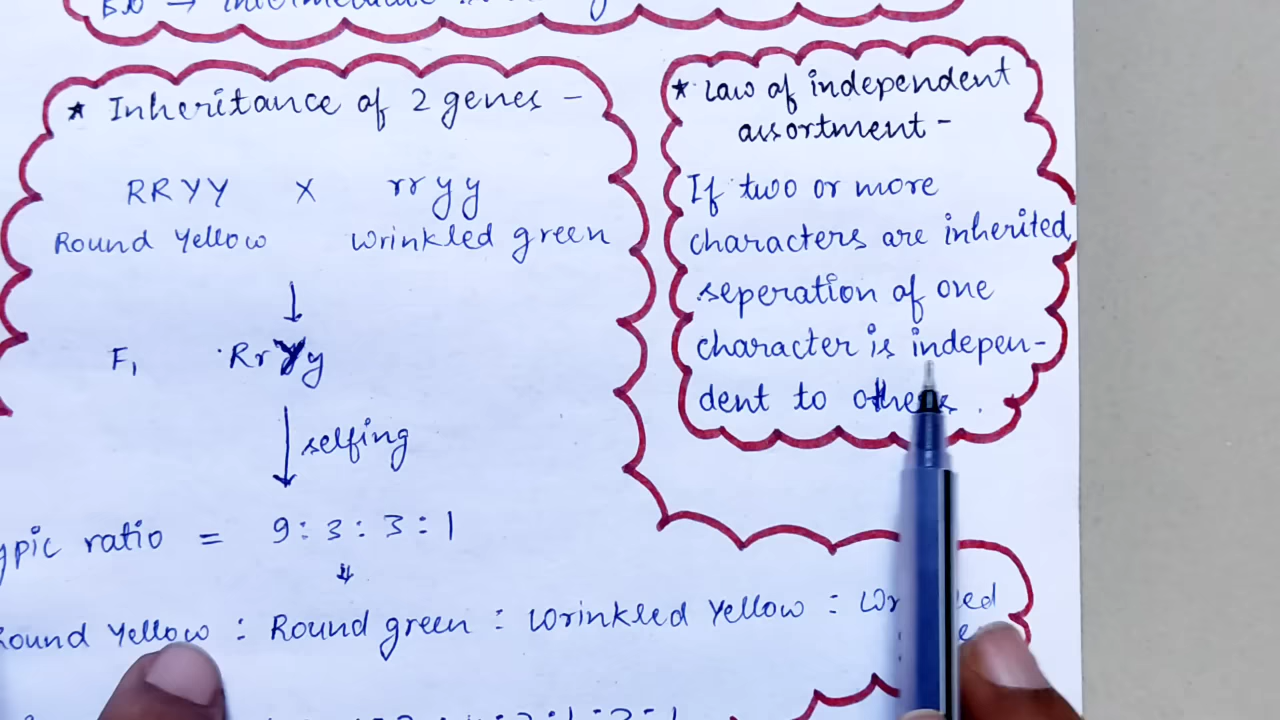 * Inheritance of 2 genes -
RRYY X rryy
Round Yellow Wrinkled green
↓
F₁ RrYy
↓ selfing
ratio = 9 : 3 : 3 : 1
↓
Round Yellow : Round green : Wrinkled Yellow :
* Law of independent
assortment -
If two or more
characters are inherited,
seperation of one
character is indepen-
dent to others.